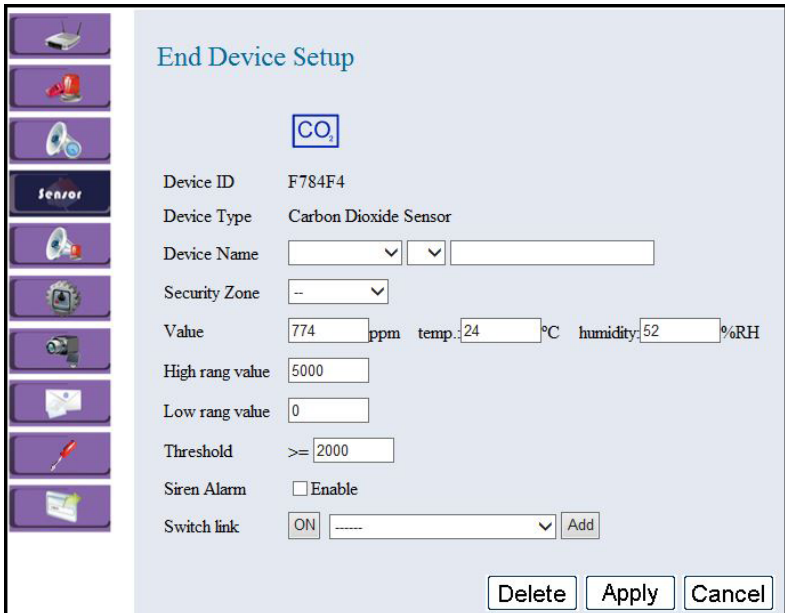 End Device Setup
CO2
Sensor
Device ID F784F4
Device Type Carbon Dioxide Sensor
Device Name
Security Zone --
Value 774 ppm temp.: 24 ºC humidity: 52 %RH
High rang value 5000
Low rang value 0
Threshold >= 2000
Siren Alarm Enable
Switch link ON ------ Add
Delete Apply Cancel